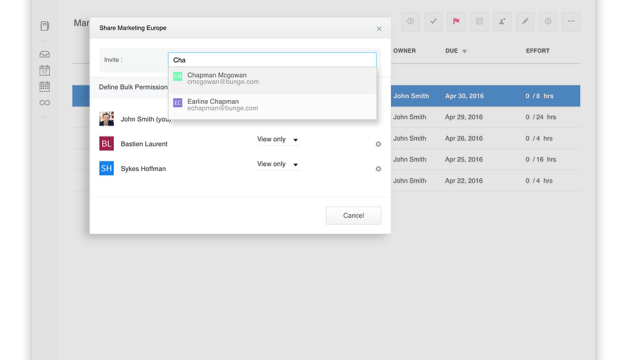 Mar
Share Marketing Europe
Invite :
Cha
CM Chapman Mcgowan
cmcgowan@bunge.com
EC Earline Chapman
echapman@bunge.com
Define Bulk Permission
John Smith (you)
BL Bastien Laurent View only
SH Sykes Hoffman View only
Cancel
OWNER DUE EFFORT
John Smith Apr 30, 2016 0 / 8 hrs
John Smith Apr 29, 2016 0 / 24 hrs
John Smith Apr 26, 2016 0 / 4 hrs
John Smith Apr 25, 2016 0 / 16 hrs
John Smith Apr 22, 2016 0 / 4 hrs
17